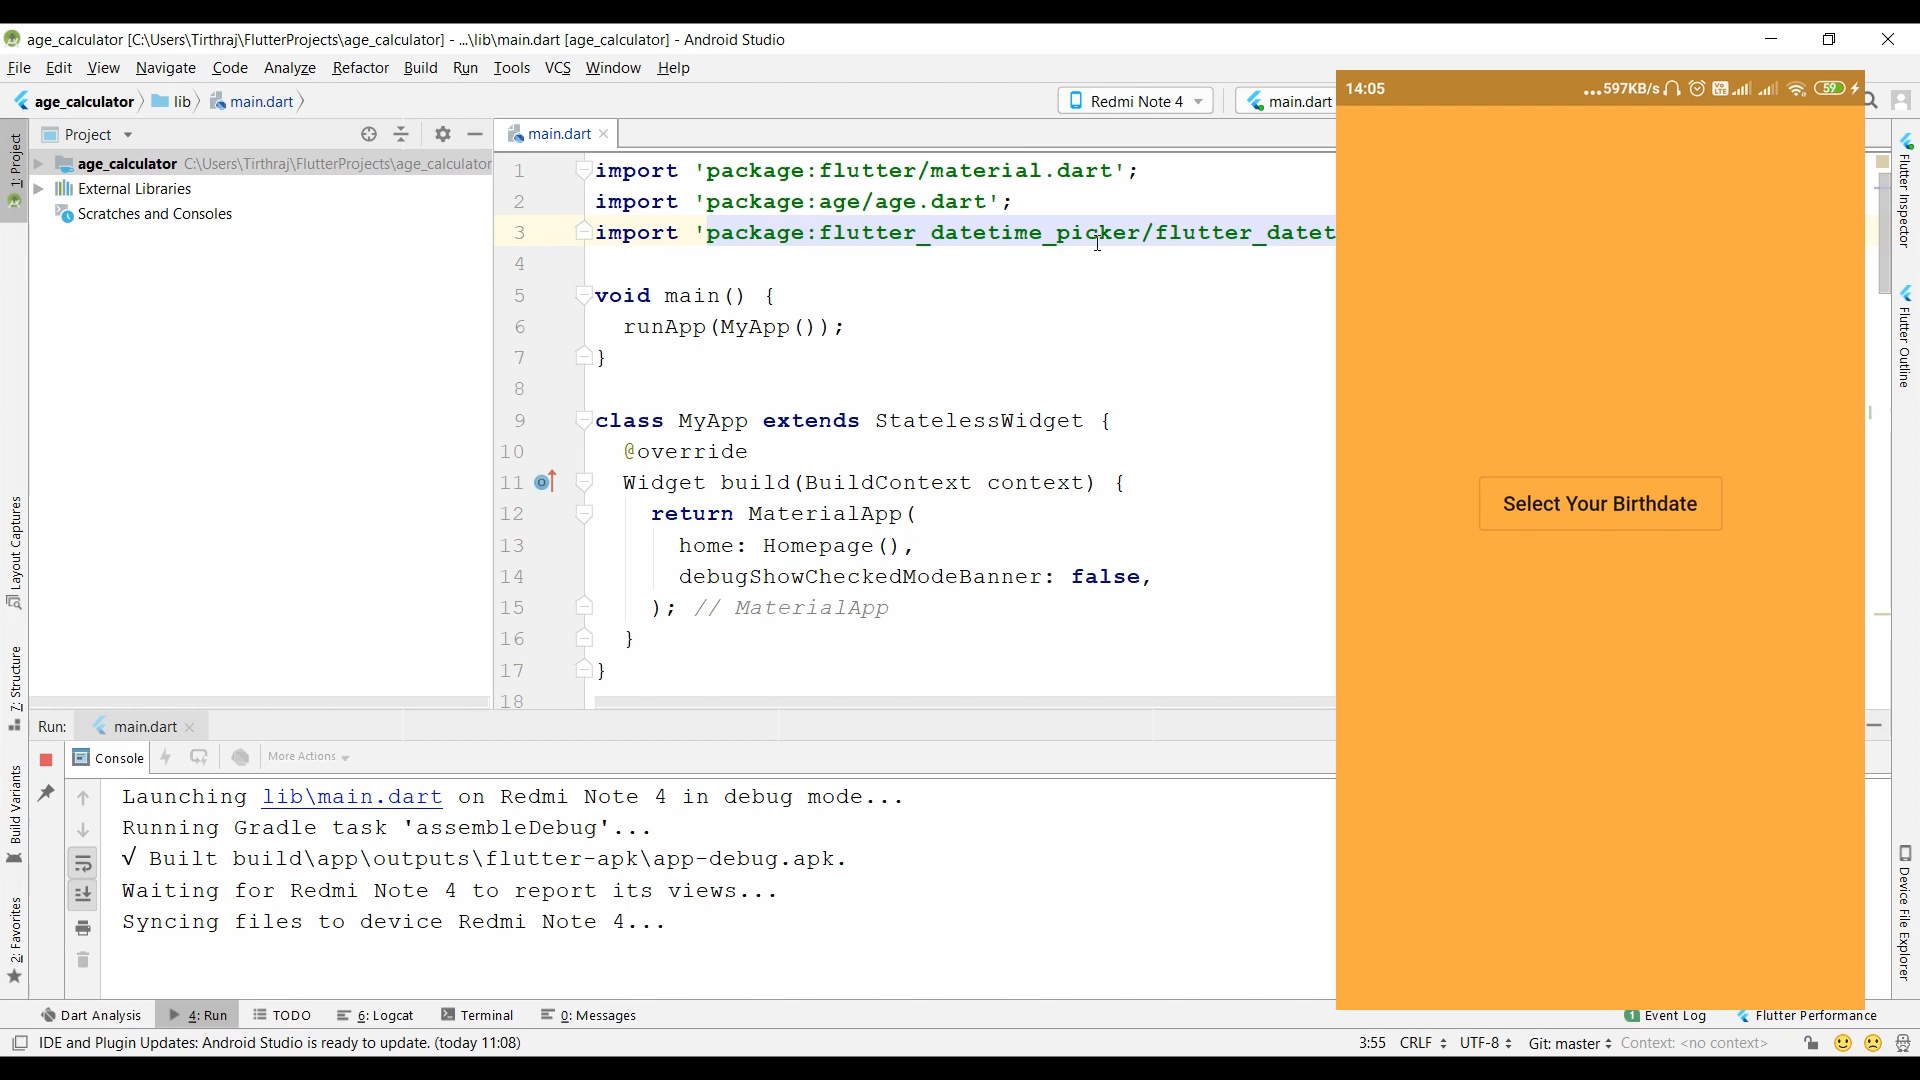 age_calculator [C:\Users\Tirthraj\FlutterProjects\age_calculator] - ...\lib\main.dart [age_calculator] - Android Studio
File Edit View Navigate Code Analyze Refactor Build Run Tools VCS Window Help
age_calculator lib main.dart
Redmi Note 4
main.dart
14:05
...597KB/s
59
Project
main.dart
age_calculator C:\Users\Tirthraj\FlutterProjects\age_calculator
External Libraries
Scratches and Consoles
1: Project
Layout Captures
7: Structure
Build Variants
2: Favorites
1 import 'package:flutter/material.dart';
2 import 'package:age/age.dart';
3 import 'package:flutter_datetime_picker/flutter_datet
4
5 void main() {
6 runApp(MyApp());
7 }
8
9 class MyApp extends StatelessWidget {
10 @override
11 Widget build(BuildContext context) {
12 return MaterialApp(
13 home: Homepage(),
14 debugShowCheckedModeBanner: false,
15 ); // MaterialApp
16 }
17 }
18
Select Your Birthdate
Flutter Inspector
Flutter Outline
Device File Explorer
Run: main.dart
Console More Actions
Launching lib\main.dart on Redmi Note 4 in debug mode...
Running Gradle task 'assembleDebug'...
√ Built build\app\outputs\flutter-apk\app-debug.apk.
Waiting for Redmi Note 4 to report its views...
Syncing files to device Redmi Note 4...
Dart Analysis 4: Run TODO 6: Logcat Terminal 0: Messages 1 Event Log Flutter Performance
IDE and Plugin Updates: Android Studio is ready to update. (today 11:08) 3:55 CRLF UTF-8 Git: master Context: <no context>